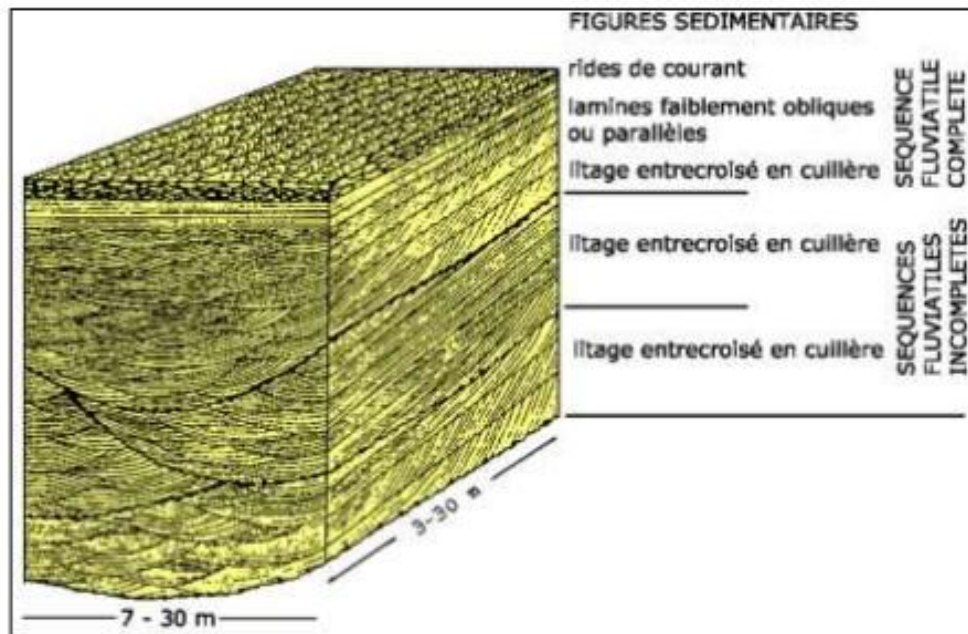 FIGURES SEDIMENTAIRES
rides de courant
lamines faiblement obliques
ou parallèles
litage entrecroisé en cuillère
SEQUENCE
FLUVIATILE
COMPLETE
litage entrecroisé en cuillère
litage entrecroisé en cuillère
SEQUENCES
FLUVIATILES
INCOMPLETES
3-30 m
7 - 30 m